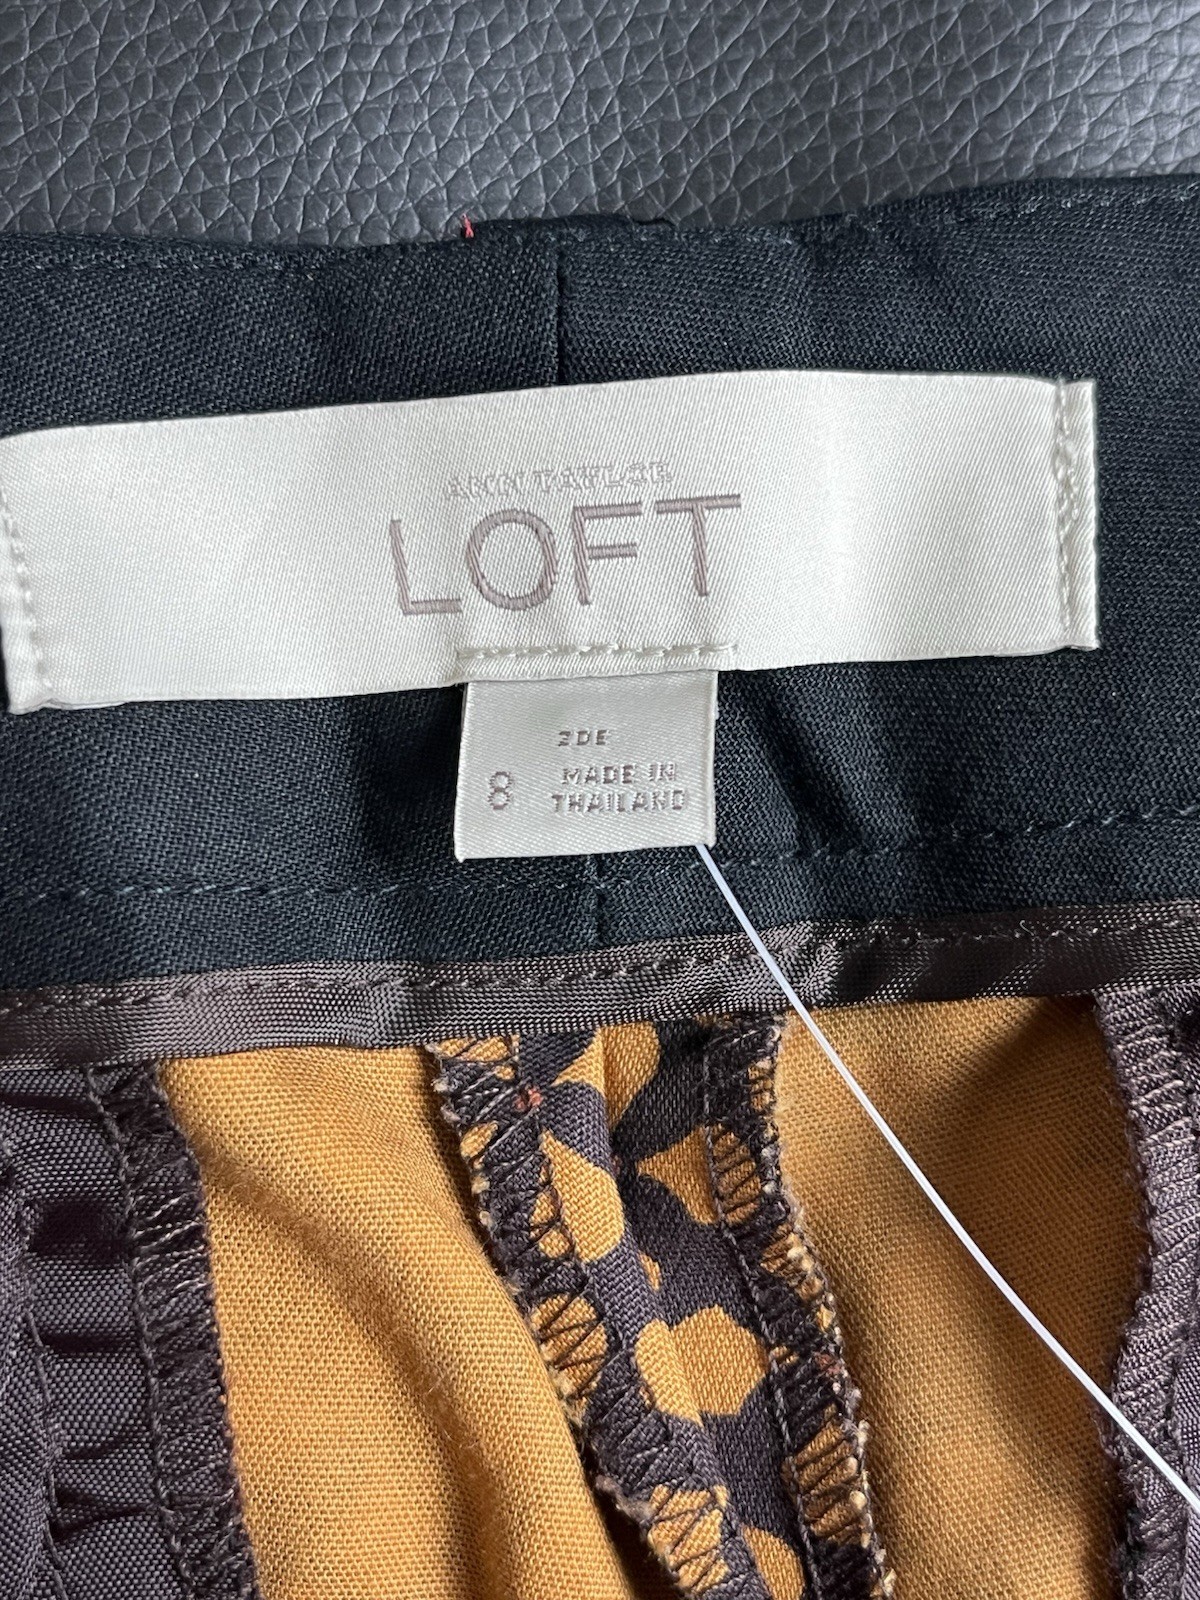 ANN TAYLOR
LOFT
2DE
8 MADE IN
THAILAND